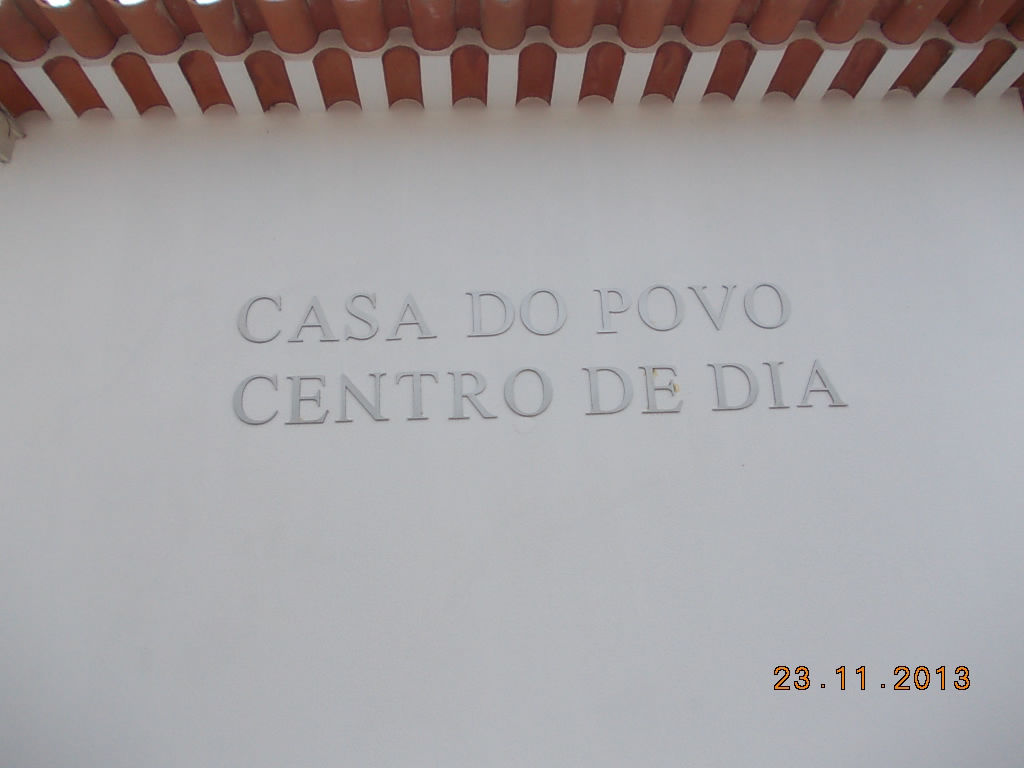 CASA DO POVO
CENTRO DE DIA
23.11.2013